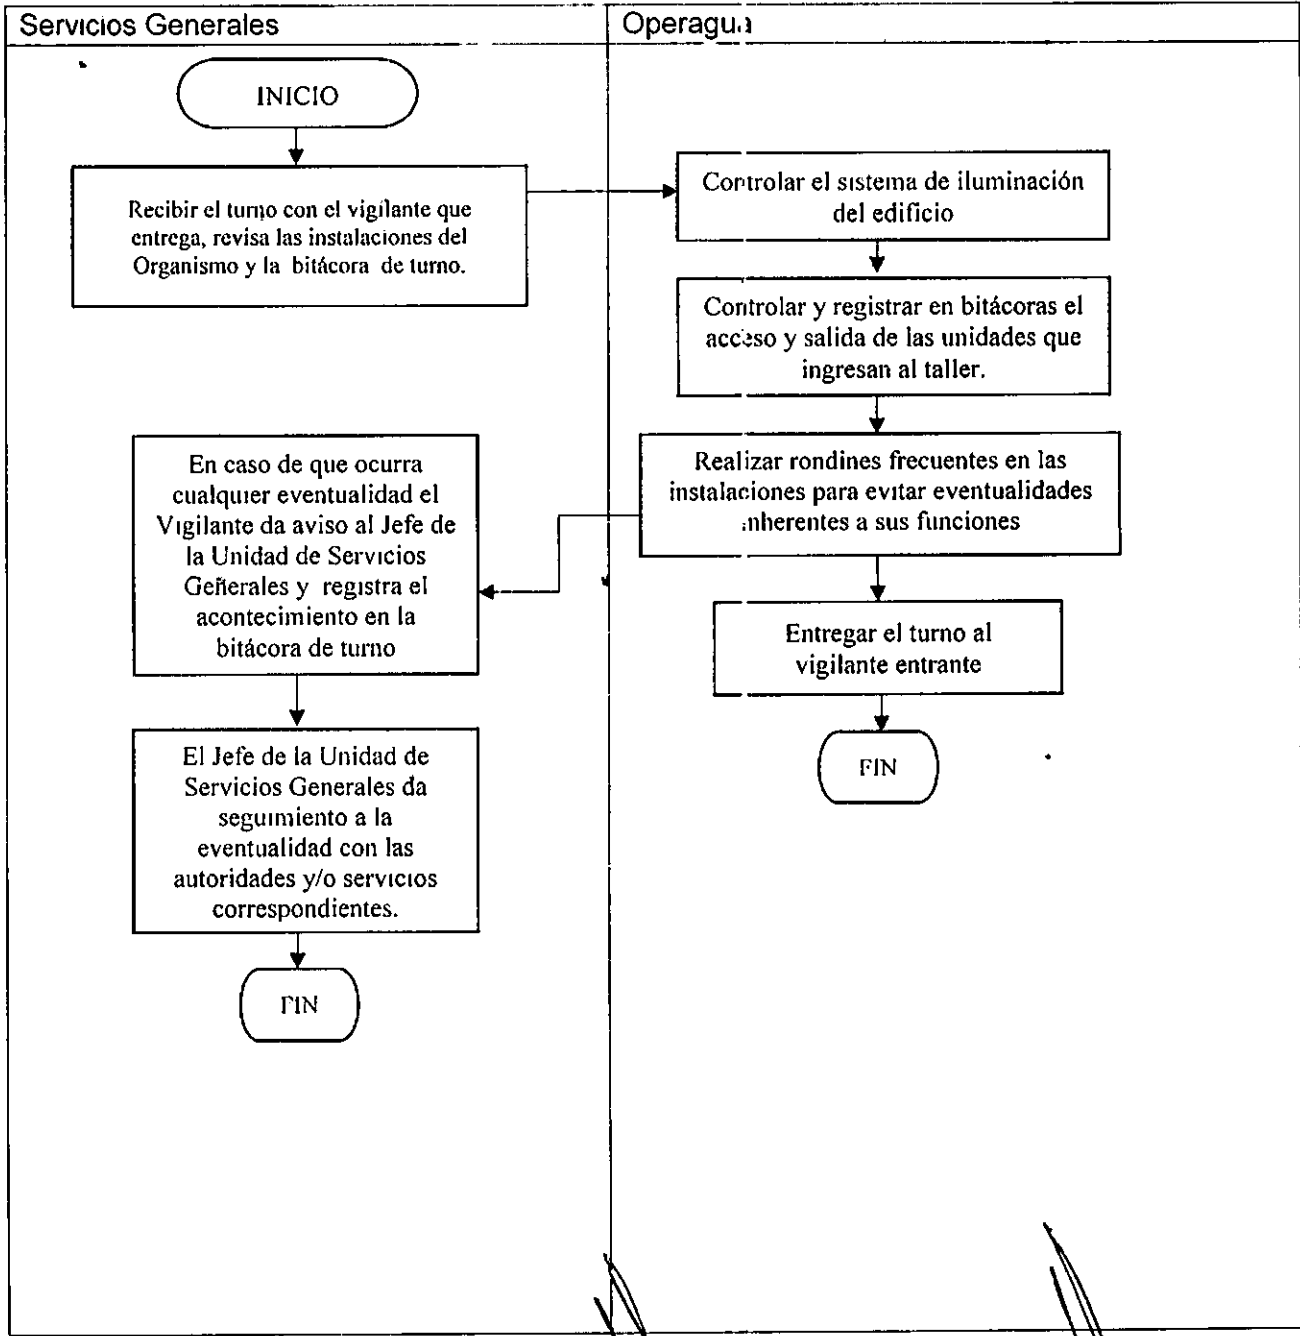 Servicios Generales
Operagua
INICIO
Recibir el turno con el vigilante que
entrega, revisa las instalaciones del
Organismo y la bitácora de turno.
Controlar el sistema de iluminación
del edificio
Controlar y registrar en bitácoras el
acceso y salida de las unidades que
ingresan al taller.
Realizar rondines frecuentes en las
instalaciones para evitar eventualidades
inherentes a sus funciones
En caso de que ocurra
cualquier eventualidad el
Vigilante da aviso al Jefe de
la Unidad de Servicios
Generales y registra el
acontecimiento en la
bitácora de turno
Entregar el turno al
vigilante entrante
FIN
El Jefe de la Unidad de
Servicios Generales da
seguimiento a la
eventualidad con las
autoridades y/o servicios
correspondientes.
FIN